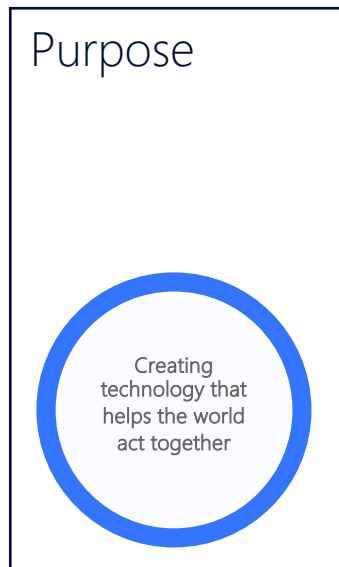 Purpose
Creating
technology that
helps the world
act together